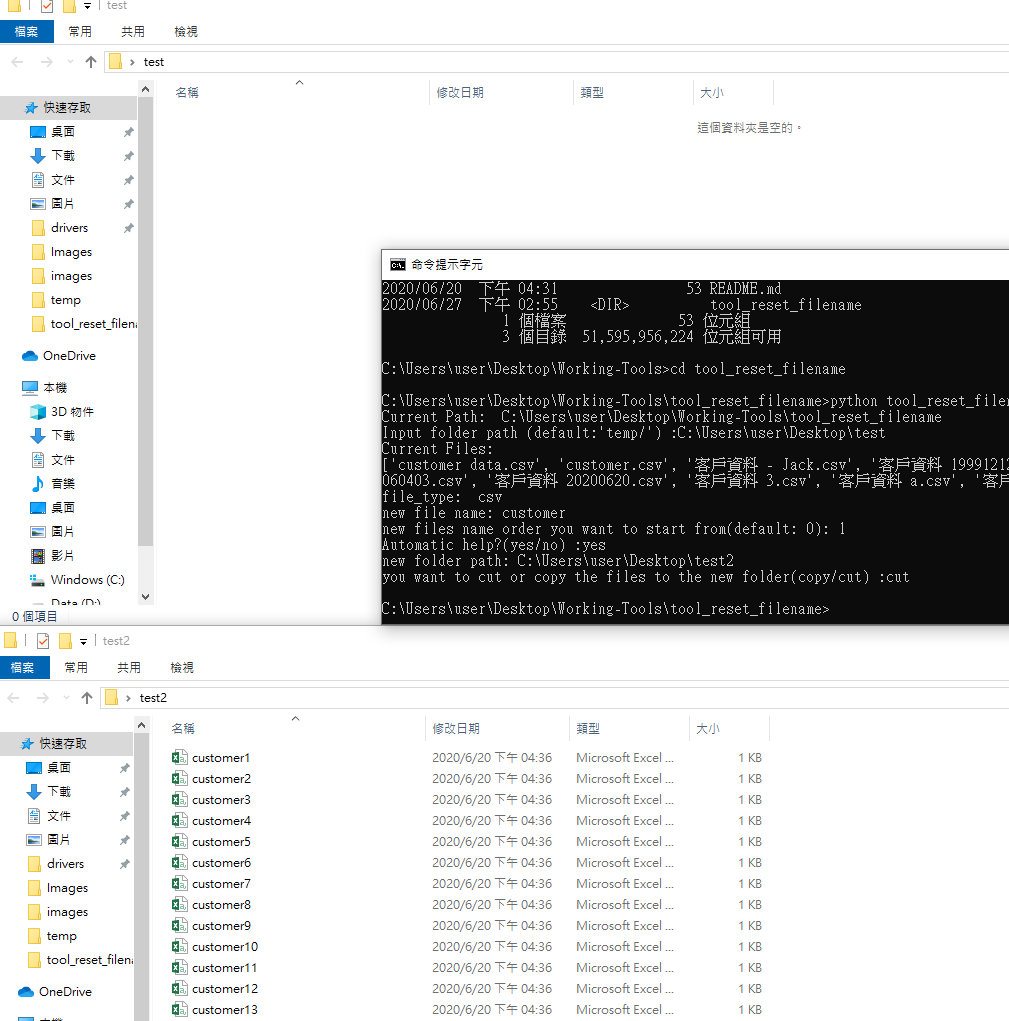 test
檔案 常用 共用 檢視
test
名稱 修改日期 類型 大小
這個資料夾是空的。
快速存取
桌面
下載
文件
圖片
drivers
Images
images
temp
tool_reset_filena
OneDrive
本機
3D 物件
下載
文件
音樂
桌面
圖片
影片
Windows (C:)
Data (D:)
0 個項目
命令提示字元
2020/06/20 下午 04:31 53 README.md
2020/06/27 下午 02:55 <DIR> tool_reset_filename
1 個檔案 53 位元組
3 個目錄 51,595,956,224 位元組可用
C:\Users\user\Desktop\Working-Tools>cd tool_reset_filename
C:\Users\user\Desktop\Working-Tools\tool_reset_filename>python tool_reset_filen
Current Path: C:\Users\user\Desktop\Working-Tools\tool_reset_filename
Input folder path (default:'temp/') :C:\Users\user\Desktop\test
Current Files:
['customer data.csv', 'customer.csv', '客戶資料 - Jack.csv', '客戶資料 19991212
060403.csv', '客戶資料 20200620.csv', '客戶資料 3.csv', '客戶資料 a.csv', '客戶
file_type: csv
new file name: customer
new files name order you want to start from(default: 0): 1
Automatic help?(yes/no) :yes
new folder path: C:\Users\user\Desktop\test2
you want to cut or copy the files to the new folder(copy/cut) :cut
C:\Users\user\Desktop\Working-Tools\tool_reset_filename>
test2
檔案 常用 共用 檢視
test2
名稱 修改日期 類型 大小
快速存取
桌面
下載
文件
圖片
drivers
Images
images
temp
tool_reset_filena
OneDrive
本機
customer1 2020/6/20 下午 04:36 Microsoft Excel ... 1 KB
customer2 2020/6/20 下午 04:36 Microsoft Excel ... 1 KB
customer3 2020/6/20 下午 04:36 Microsoft Excel ... 1 KB
customer4 2020/6/20 下午 04:36 Microsoft Excel ... 1 KB
customer5 2020/6/20 下午 04:36 Microsoft Excel ... 1 KB
customer6 2020/6/20 下午 04:36 Microsoft Excel ... 1 KB
customer7 2020/6/20 下午 04:36 Microsoft Excel ... 1 KB
customer8 2020/6/20 下午 04:36 Microsoft Excel ... 1 KB
customer9 2020/6/20 下午 04:36 Microsoft Excel ... 1 KB
customer10 2020/6/20 下午 04:36 Microsoft Excel ... 1 KB
customer11 2020/6/20 下午 04:36 Microsoft Excel ... 1 KB
customer12 2020/6/20 下午 04:36 Microsoft Excel ... 1 KB
customer13 2020/6/20 下午 04:36 Microsoft Excel ... 1 KB